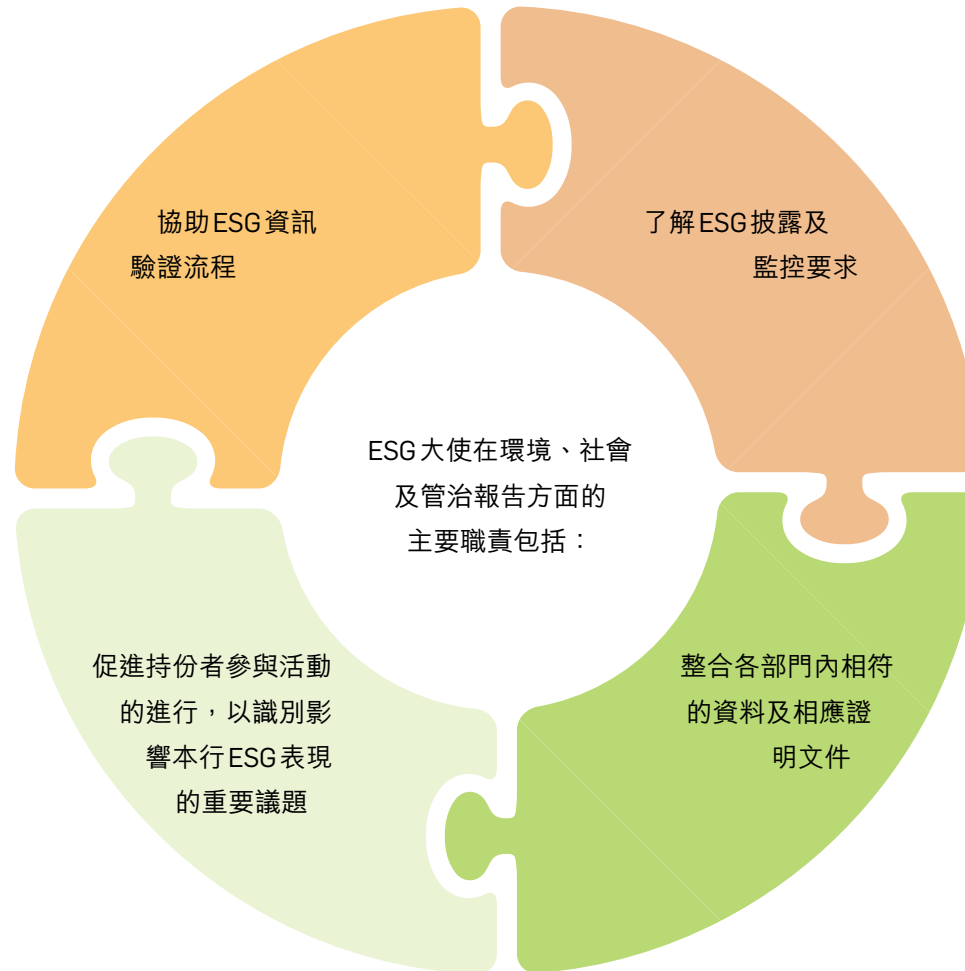 協助ESG資訊
驗證流程
了解ESG披露及
監控要求
ESG大使在環境、社會
及管治報告方面的
主要職責包括：
促進持份者參與活動
的進行，以識別影
響本行ESG表現
的重要議題
整合各部門內相符
的資料及相應證
明文件